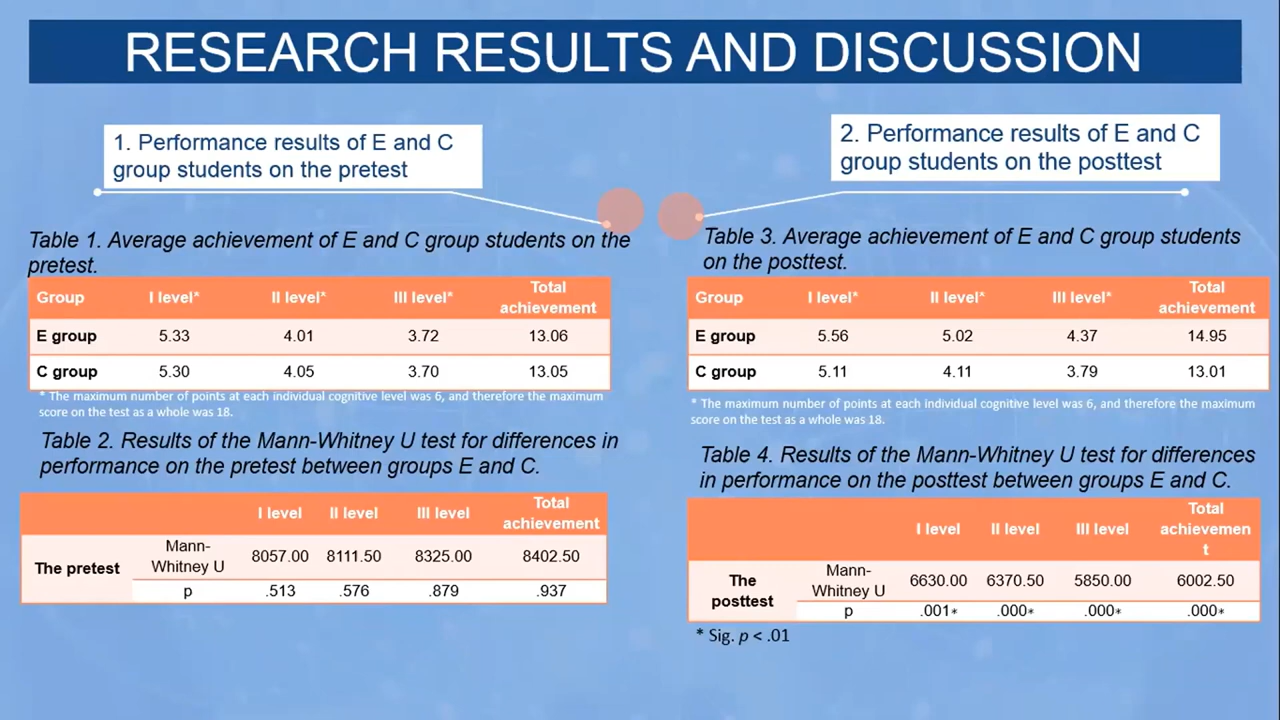 RESEARCH RESULTS AND DISCUSSION
1. Performance results of E and C
group students on the pretest
Table 1. Average achievement of E and C group students on the
pretest.
Group I level* II level* III level* Total achievement
E group 5.33 4.01 3.72 13.06
C group 5.30 4.05 3.70 13.05
* The maximum number of points at each individual cognitive level was 6, and therefore the maximum
score on the test as a whole was 18.
Table 2. Results of the Mann-Whitney U test for differences in
performance on the pretest between groups E and C.
I level II level III level Total achievement
The pretest Mann-Whitney U 8057.00 8111.50 8325.00 8402.50
p .513 .576 .879 .937
2. Performance results of E and C
group students on the posttest
Table 3. Average achievement of E and C group students
on the posttest.
Group I level* II level* III level* Total achievement
E group 5.56 5.02 4.37 14.95
C group 5.11 4.11 3.79 13.01
* The maximum number of points at each individual cognitive level was 6, and therefore the maximum
score on the test as a whole was 18.
Table 4. Results of the Mann-Whitney U test for differences
in performance on the posttest between groups E and C.
I level II level III level Total achievement
The posttest Mann-Whitney U 6630.00 6370.50 5850.00 6002.50
p .001* .000* .000* .000*
* Sig. p < .01